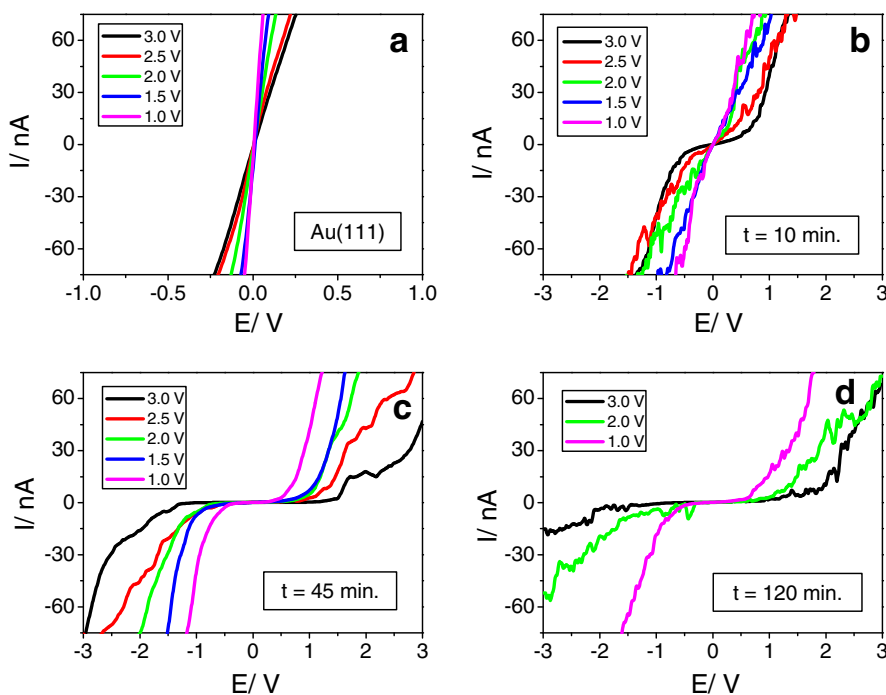 a
3.0 V
2.5 V
2.0 V
1.5 V
1.0 V
Au(111)
I/ nA
60
30
0
-30
-60
-1.0 -0.5 0.0 0.5 1.0
E/ V
b
3.0 V
2.5 V
2.0 V
1.5 V
1.0 V
t = 10 min.
I/ nA
60
30
0
-30
-60
-3 -2 -1 0 1 2 3
E/ V
c
3.0 V
2.5 V
2.0 V
1.5 V
1.0 V
t = 45 min.
I/ nA
60
30
0
-30
-60
-3 -2 -1 0 1 2 3
E/ V
d
3.0 V
2.0 V
1.0 V
t = 120 min.
I/ nA
60
30
0
-30
-60
-3 -2 -1 0 1 2 3
E/ V